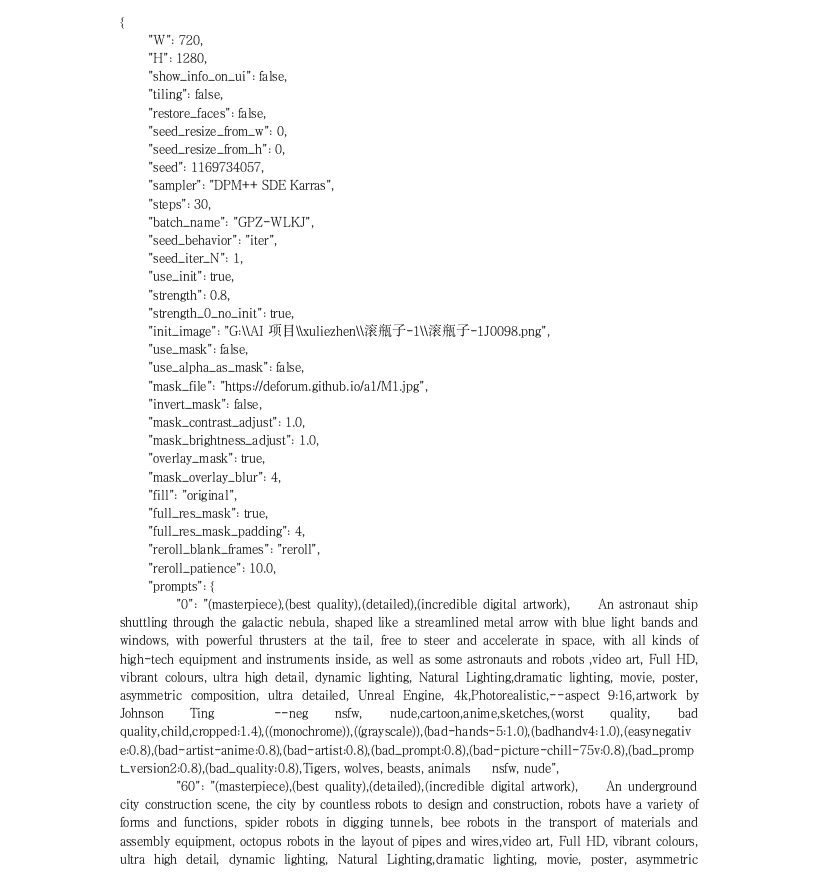 {
"W": 720,
"H": 1280,
"show_info_on_ui": false,
"tiling": false,
"restore_faces": false,
"seed_resize_from_w": 0,
"seed_resize_from_h": 0,
"seed": 1169734057,
"sampler": "DPM++ SDE Karras",
"steps": 30,
"batch_name": "GPZ-WLKJ",
"seed_behavior": "iter",
"seed_iter_N": 1,
"use_init": true,
"strength": 0.8,
"strength_0_no_init": true,
"init_image": "G:\\AI 项目\\xuliezhen\\滚瓶子-1\\滚瓶子-1J0098.png",
"use_mask": false,
"use_alpha_as_mask": false,
"mask_file": "https://deforum.github.io/a1/M1.jpg",
"invert_mask": false,
"mask_contrast_adjust": 1.0,
"mask_brightness_adjust": 1.0,
"overlay_mask": true,
"mask_overlay_blur": 4,
"fill": "original",
"full_res_mask": true,
"full_res_mask_padding": 4,
"reroll_blank_frames": "reroll",
"reroll_patience": 10.0,
"prompts": {
"0": "(masterpiece),(best quality),(detailed),(incredible digital artwork), An astronaut ship
shuttling through the galactic nebula, shaped like a streamlined metal arrow with blue light bands and
windows, with powerful thrusters at the tail, free to steer and accelerate in space, with all kinds of
high-tech equipment and instruments inside, as well as some astronauts and robots ,video art, Full HD,
vibrant colours, ultra high detail, dynamic lighting, Natural Lighting,dramatic lighting, movie, poster,
asymmetric composition, ultra detailed, Unreal Engine, 4k,Photorealistic,--aspect 9:16,artwork by
Johnson Ting --neg nsfw, nude,cartoon,anime,sketches,(worst quality, bad
quality,child,cropped:1.4),((monochrome)),((grayscale)),(bad-hands-5:1.0),(badhandv4:1.0),(easynegativ
e:0.8),(bad-artist-anime:0.8),(bad-artist:0.8),(bad_prompt:0.8),(bad-picture-chill-75v:0.8),(bad_promp
t_version2:0.8),(bad_quality:0.8),Tigers, wolves, beasts, animals nsfw, nude",
"60": "(masterpiece),(best quality),(detailed),(incredible digital artwork), An underground
city construction scene, the city by countless robots to design and construction, robots have a variety of
forms and functions, spider robots in digging tunnels, bee robots in the transport of materials and
assembly equipment, octopus robots in the layout of pipes and wires,video art, Full HD, vibrant colours,
ultra high detail, dynamic lighting, Natural Lighting,dramatic lighting, movie, poster, asymmetric